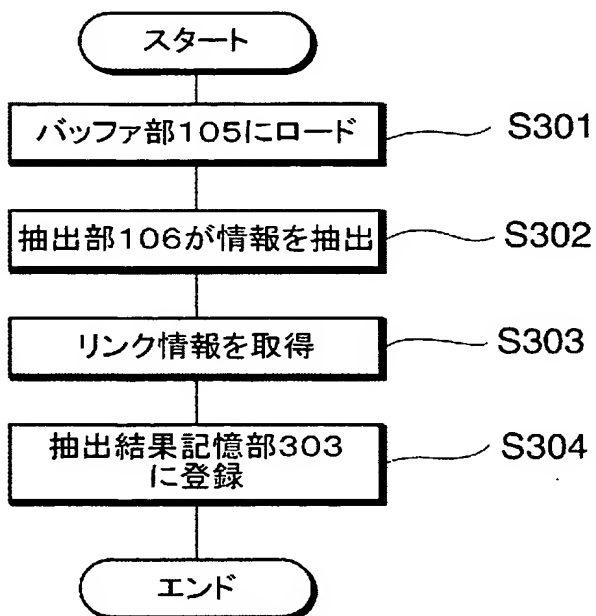 スタート
バッファ部105にロード
S301
抽出部106が情報を抽出
S302
リンク情報を取得
S303
抽出結果記憶部303
に登録
S304
エンド